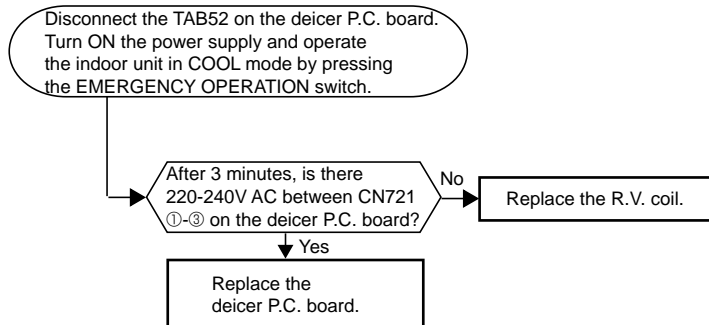 Disconnect the TAB52 on the deicer P.C. board.
Turn ON the power supply and operate
the indoor unit in COOL mode by pressing
the EMERGENCY OPERATION switch.
After 3 minutes, is there
220-240V AC between CN721
①-③ on the deicer P.C. board?
No
Replace the R.V. coil.
Yes
Replace the
deicer P.C. board.